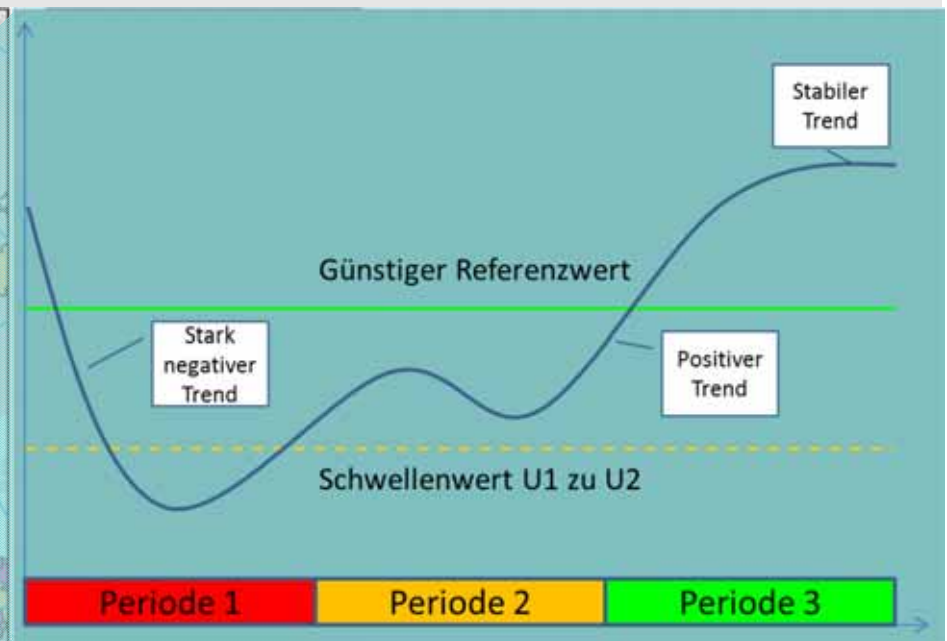 Stabiler
Trend
Günstiger Referenzwert
Stark
negativer
Trend
Positiver
Trend
Schwellenwert U1 zu U2
Periode 1
Periode 2
Periode 3